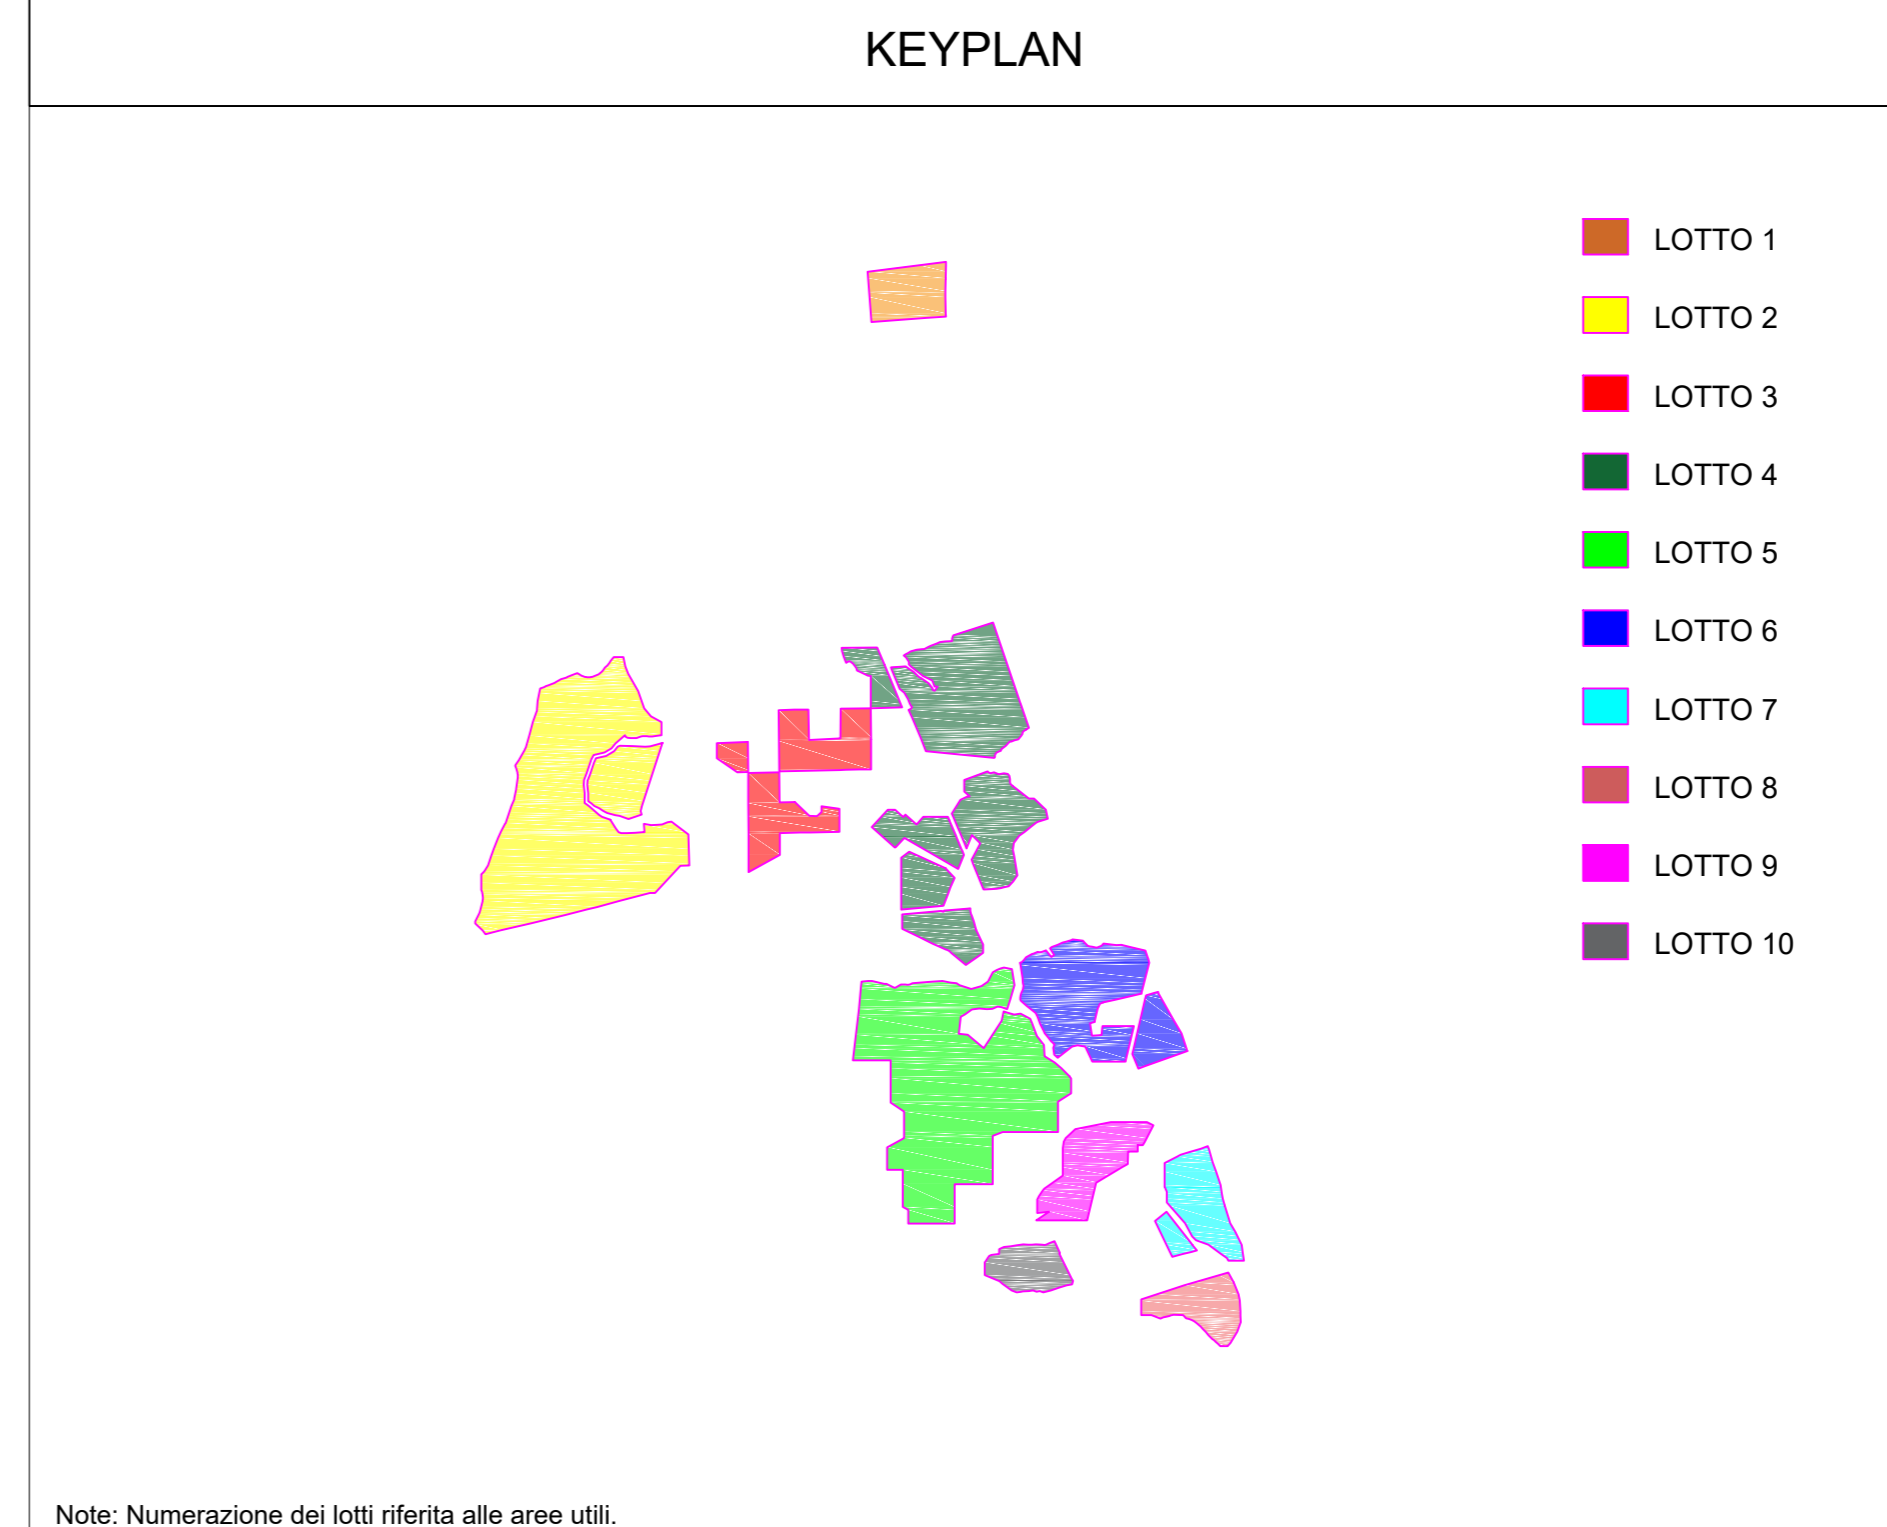 KEYPLAN
LOTTO 1
LOTTO 2
LOTTO 3
LOTTO 4
LOTTO 5
LOTTO 6
LOTTO 7
LOTTO 8
LOTTO 9
LOTTO 10
Note: Numerazione dei lotti riferita alle aree utili.